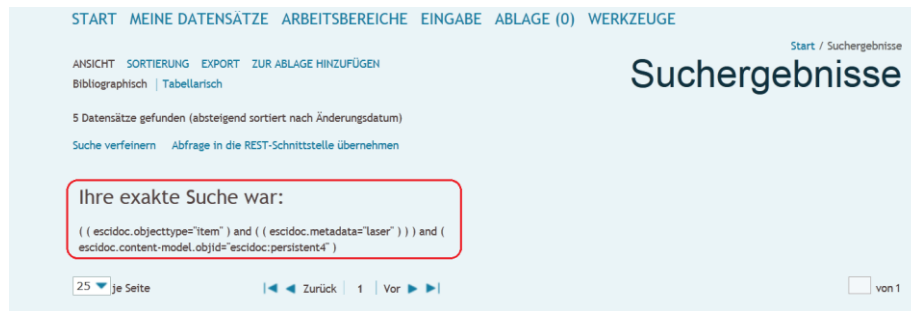 START MEINE DATENSÄTZE ARBEITSBEREICHE EINGABE ABLAGE (0) WERKZEUGE
Start / Suchergebnisse
Suchergebnisse
ANSICHT SORTIERUNG EXPORT ZUR ABLAGE HINZUFÜGEN
Bibliographisch | Tabellarisch
5 Datensätze gefunden (absteigend sortiert nach Änderungsdatum)
Suche verfeinern Abfrage in die REST-Schnittstelle übernehmen
Ihre exakte Suche war:
( ( escidoc.objecttype="item" ) and ( ( escidoc.metadata="laser" ) ) ) and (
escidoc.content-model.objid="escidoc:persistent4" )
25 je Seite Zurück | 1 | Vor von 1